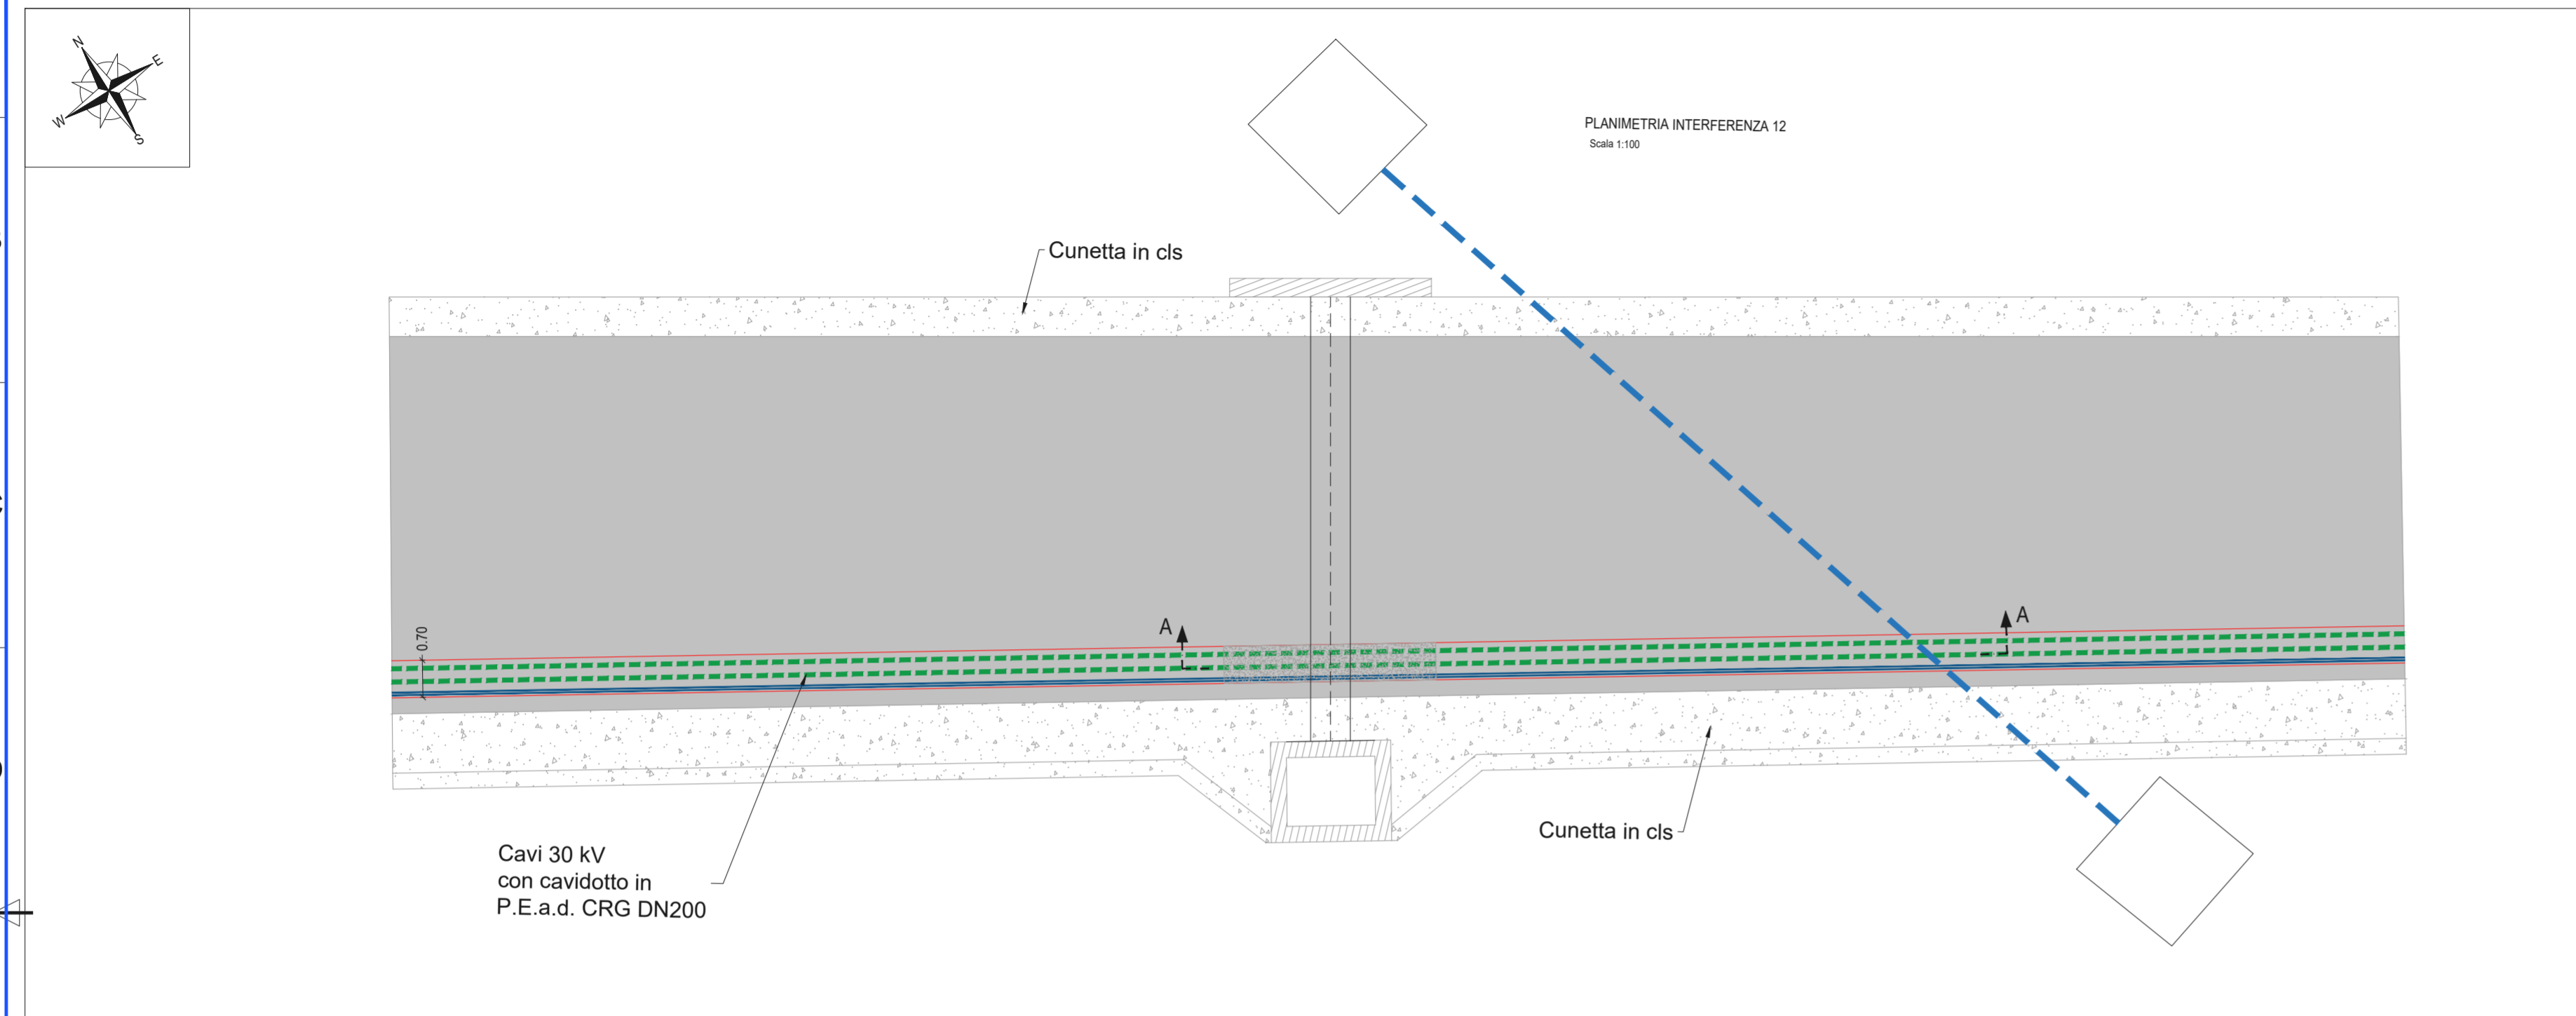 N
E
W
S
PLANIMETRIA INTERFERENZA 12
Scala 1:100
Cunetta in cls
0.70
A
A
Cunetta in cls
Cavi 30 kV
con cavidotto in
P.E.a.d. CRG DN200